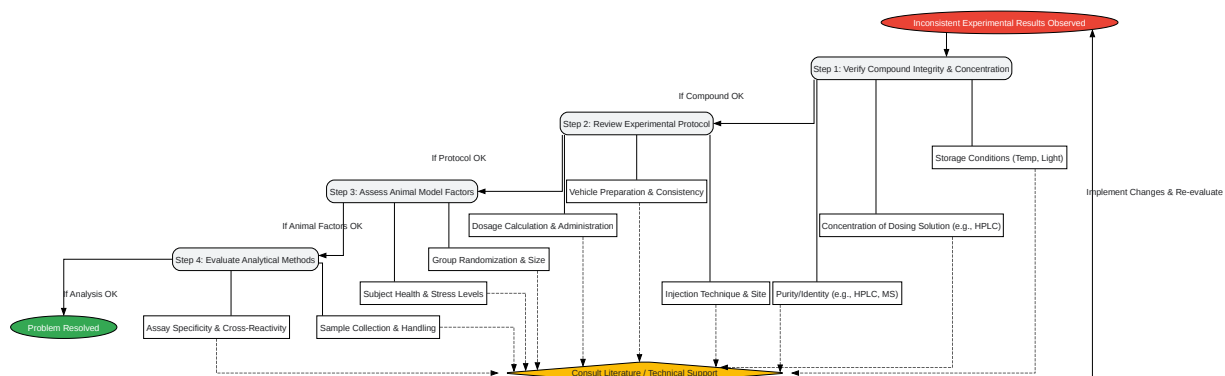 Inconsistent Experimental Results Observed
Step 1: Verify Compound Integrity & Concentration
If Compound OK
Step 2: Review Experimental Protocol
If Protocol OK
Storage Conditions (Temp, Light)
Step 3: Assess Animal Model Factors
Vehicle Preparation & Consistency
Implement Changes & Re-evaluate
If Animal Factors OK
Dosage Calculation & Administration
Concentration of Dosing Solution (e.g., HPLC)
Step 4: Evaluate Analytical Methods
Group Randomization & Size
If Analysis OK
Subject Health & Stress Levels
Injection Technique & Site
Purity/Identity (e.g., HPLC, MS)
Problem Resolved
Assay Specificity & Cross-Reactivity
Sample Collection & Handling
Consult Literature / Technical Support